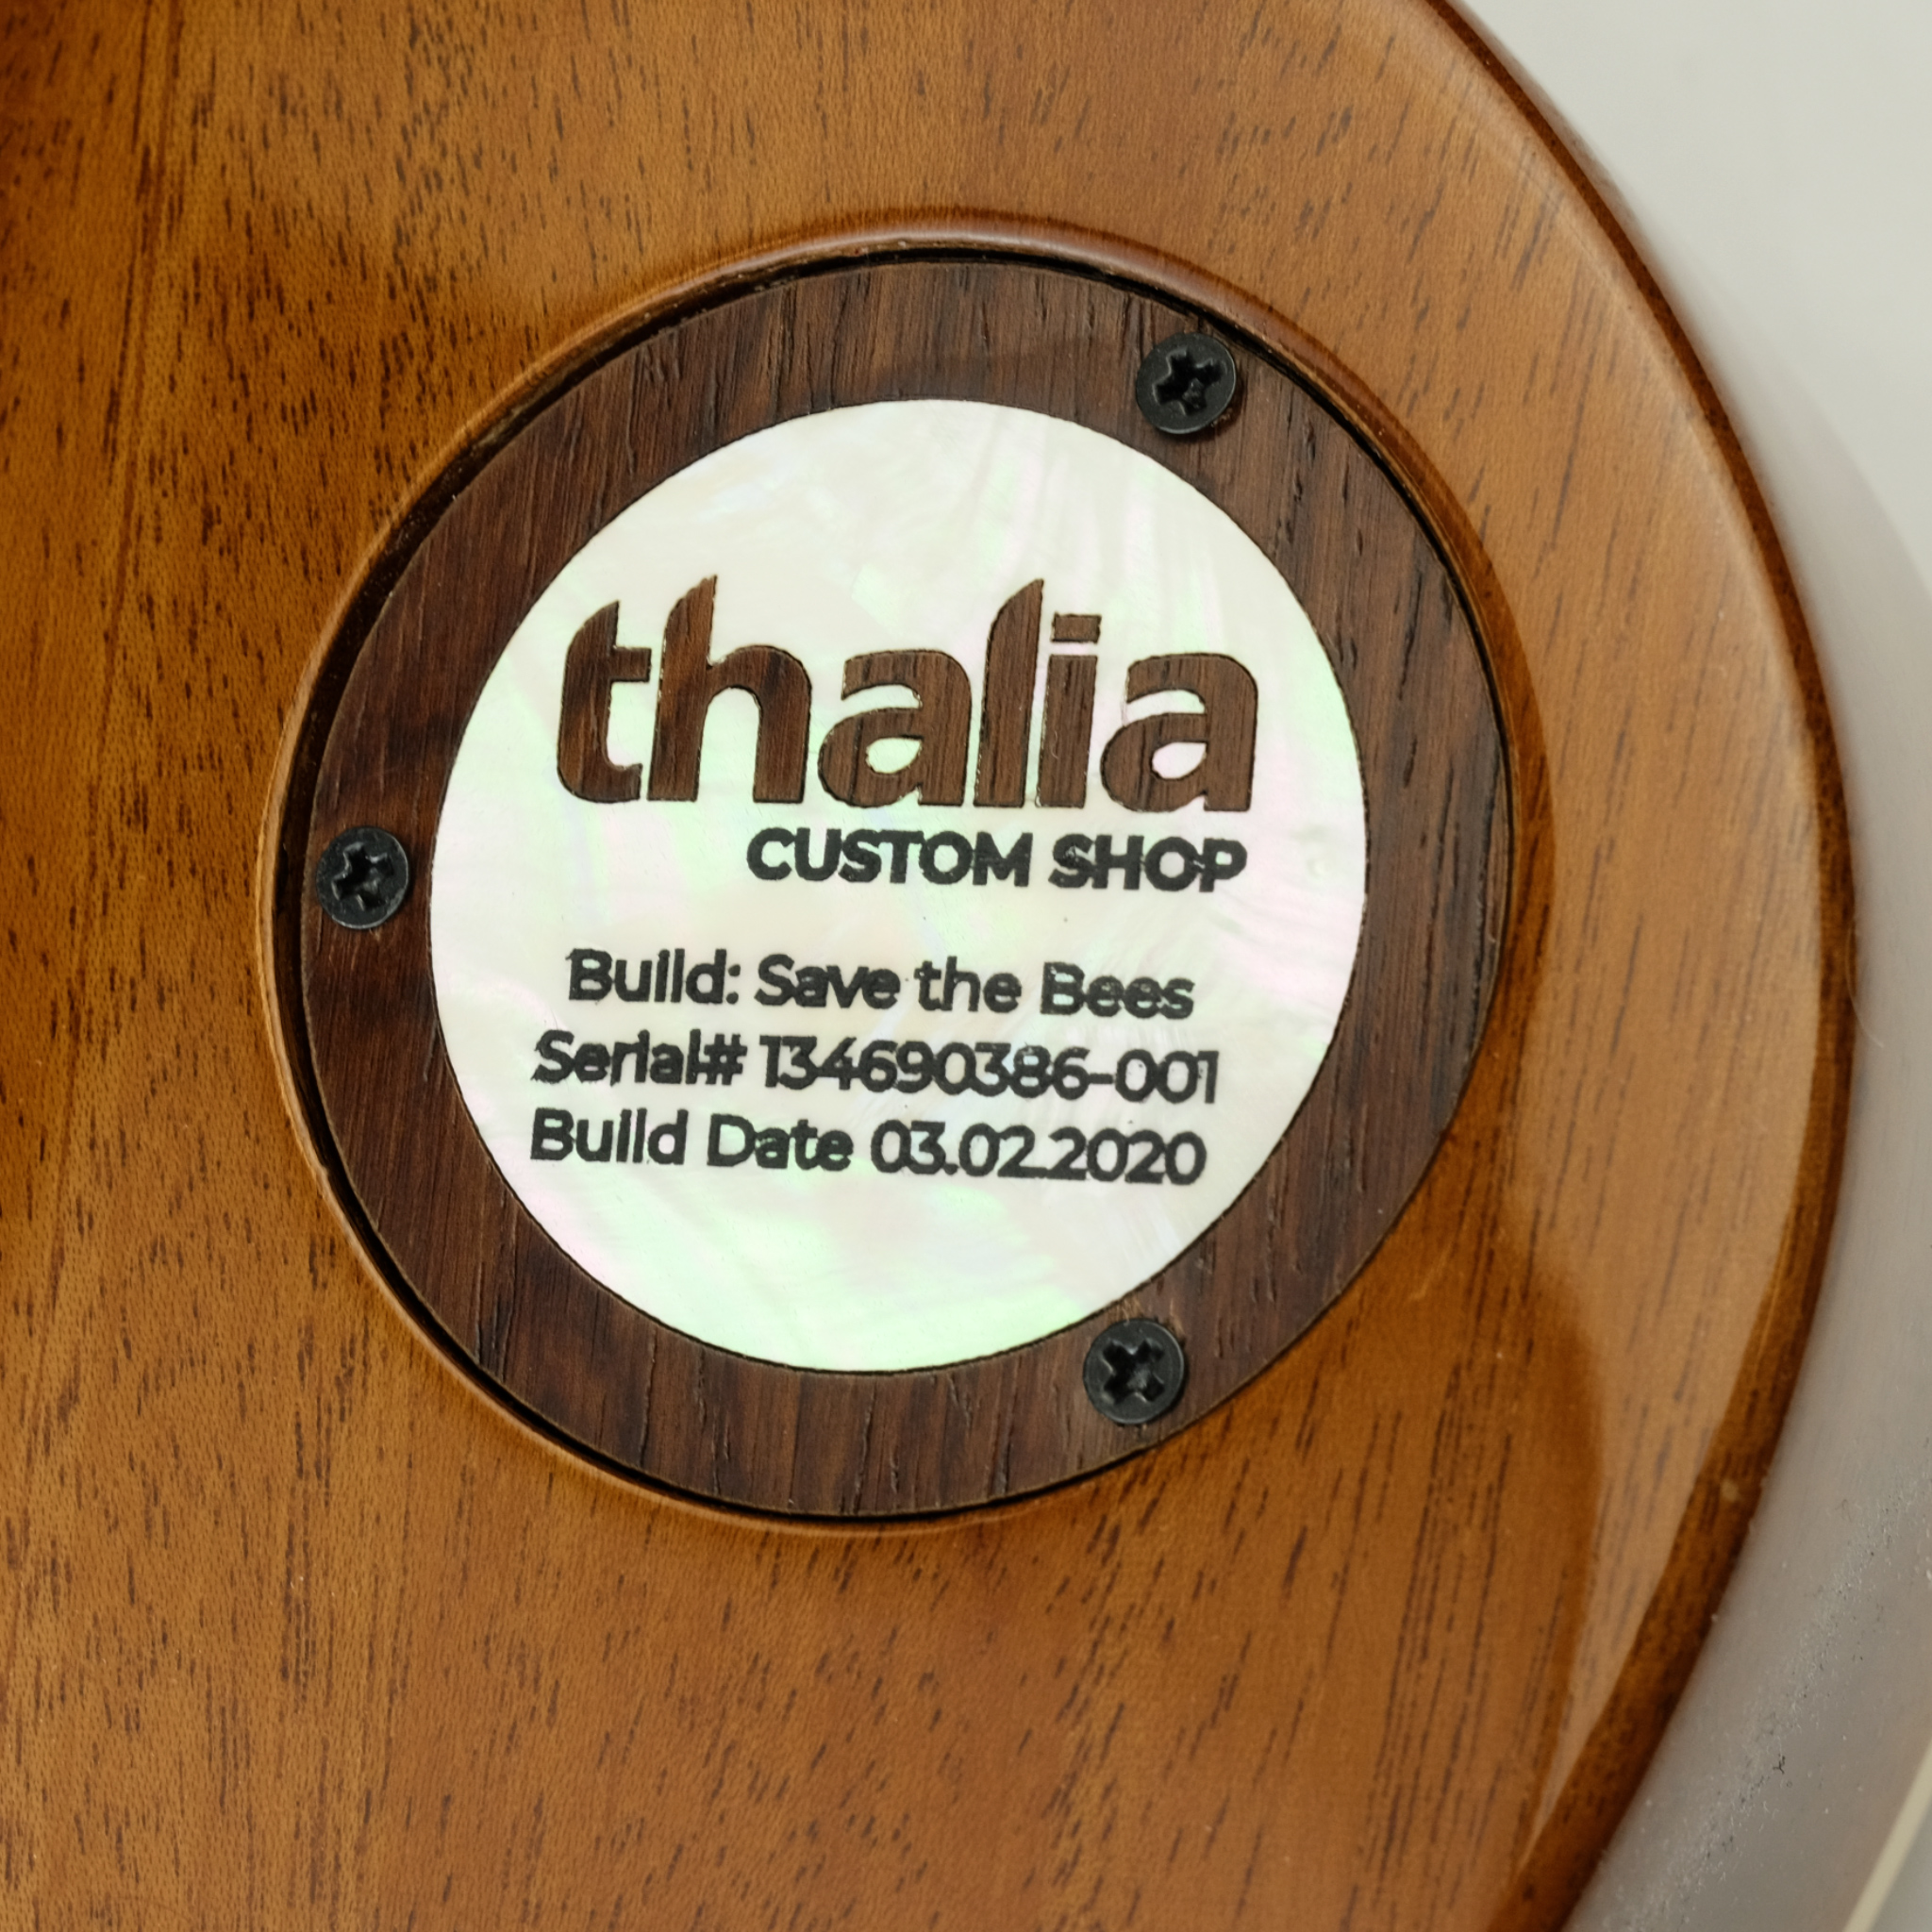 thalia
CUSTOM SHOP
Build: Save the Bees
Serial# 134690386-001
Build Date 03.02.2020